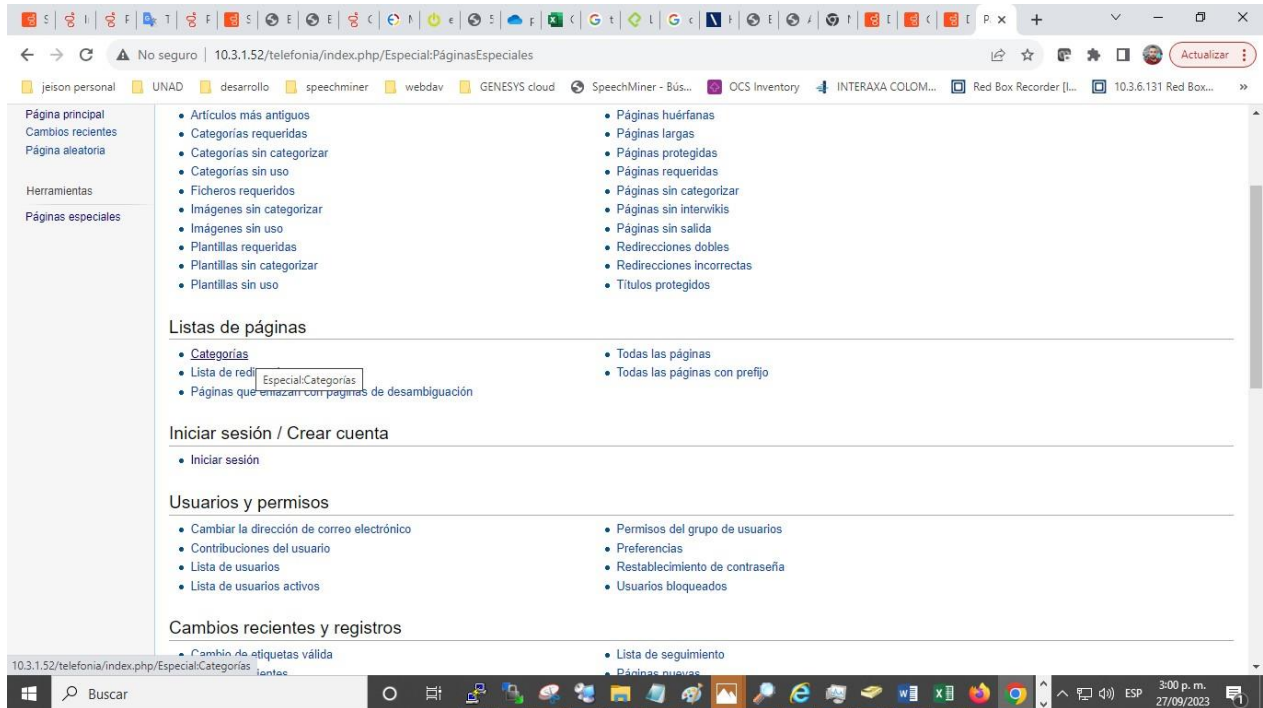 No seguro | 10.3.1.52/telefonia/index.php/Especial:PáginasEspeciales
Actualizar
jeison personal
UNAD
desarrollo
speechminer
webdav
GENESYS cloud
SpeechMiner - Bús...
OCS Inventory
INTERAXA COLOM...
Red Box Recorder [I...
10.3.6.131 Red Box...
»
Página principal
Cambios recientes
Página aleatoria
Herramientas
Páginas especiales
Artículos más antiguos
Categorías requeridas
Categorías sin categorizar
Categorías sin uso
Ficheros requeridos
Imágenes sin categorizar
Imágenes sin uso
Plantillas requeridas
Plantillas sin categorizar
Plantillas sin uso
Páginas huérfanas
Páginas largas
Páginas protegidas
Páginas requeridas
Páginas sin categorizar
Páginas sin interwikis
Páginas sin salida
Redirecciones dobles
Redirecciones incorrectas
Títulos protegidos
Listas de páginas
Categorías
Lista de redi
Especial:Categorías
Páginas que enlazan con páginas de desambiguación
Todas las páginas
Todas las páginas con prefijo
Iniciar sesión / Crear cuenta
Iniciar sesión
Usuarios y permisos
Cambiar la dirección de correo electrónico
Contribuciones del usuario
Lista de usuarios
Lista de usuarios activos
Permisos del grupo de usuarios
Preferencias
Restablecimiento de contraseña
Usuarios bloqueados
Cambios recientes y registros
Cambio de etiquetas válida
Lista de seguimiento
Páginas nuevas
10.3.1.52/telefonia/index.php/Especial:Categorías
Buscar
ESP
3:00 p. m.
27/09/2023